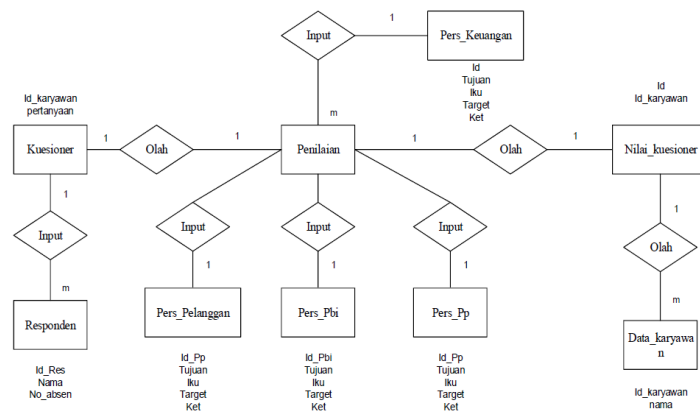 1
Input
Pers_Keuangan
m
Id
Tujuan
Iku
Target
Ket
Id_karyawan
pertanyaan
Id
Id_karyawan
Kuesioner
1
Olah
1
Penilaian
1
Olah
1
Nilai_kuesioner
1
Input
m
Responden
Id_Res
Nama
No_absen
Input
1
Pers_Pelanggan
Id_Pp
Tujuan
Iku
Target
Ket
Input
1
Pers_Pbi
Id_Pbi
Tujuan
Iku
Target
Ket
Input
1
Pers_Pp
Id_Pp
Tujuan
Iku
Target
Ket
1
Olah
m
Data_karyawa
n
Id_karyawan
nama